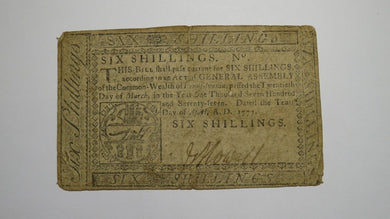 SIX SHILLINGS
SIX SHILLINGS. No.
THIS BILL shall pass current for SIX SHILLINGS,
according to an ACT of GENERAL ASSEMBLY
of the Common-Wealth of Pennsylvania, passed the Twentieth
Day of March, in the Year One Thousand Seven Hundred
and Seventy-seven. Dated the Tenth
Day of April, A. D. 1777.
SIX SHILLINGS.
Six Shillings
SIX SHILLINGS